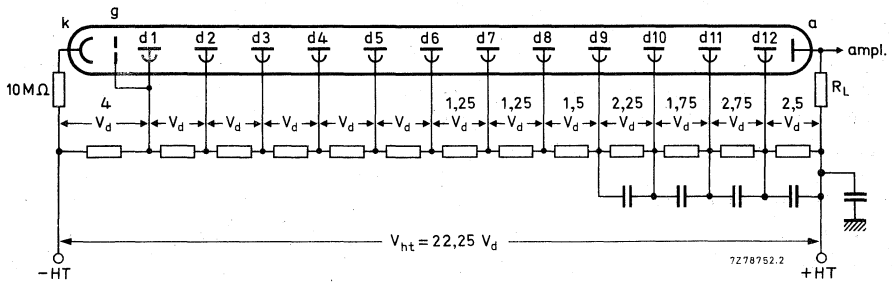 k g d1 d2 d3 d4 d5 d6 d7 d8 d9 d10 d11 d12 a
ampl.
10 MΩ
R_L
4 1,25 1,25 1,5 2,25 1,75 2,75 2,5
V_d V_d V_d V_d V_d V_d V_d V_d V_d V_d V_d V_d V_d
V_ht = 22,25 V_d
7Z78752.2
−HT +HT